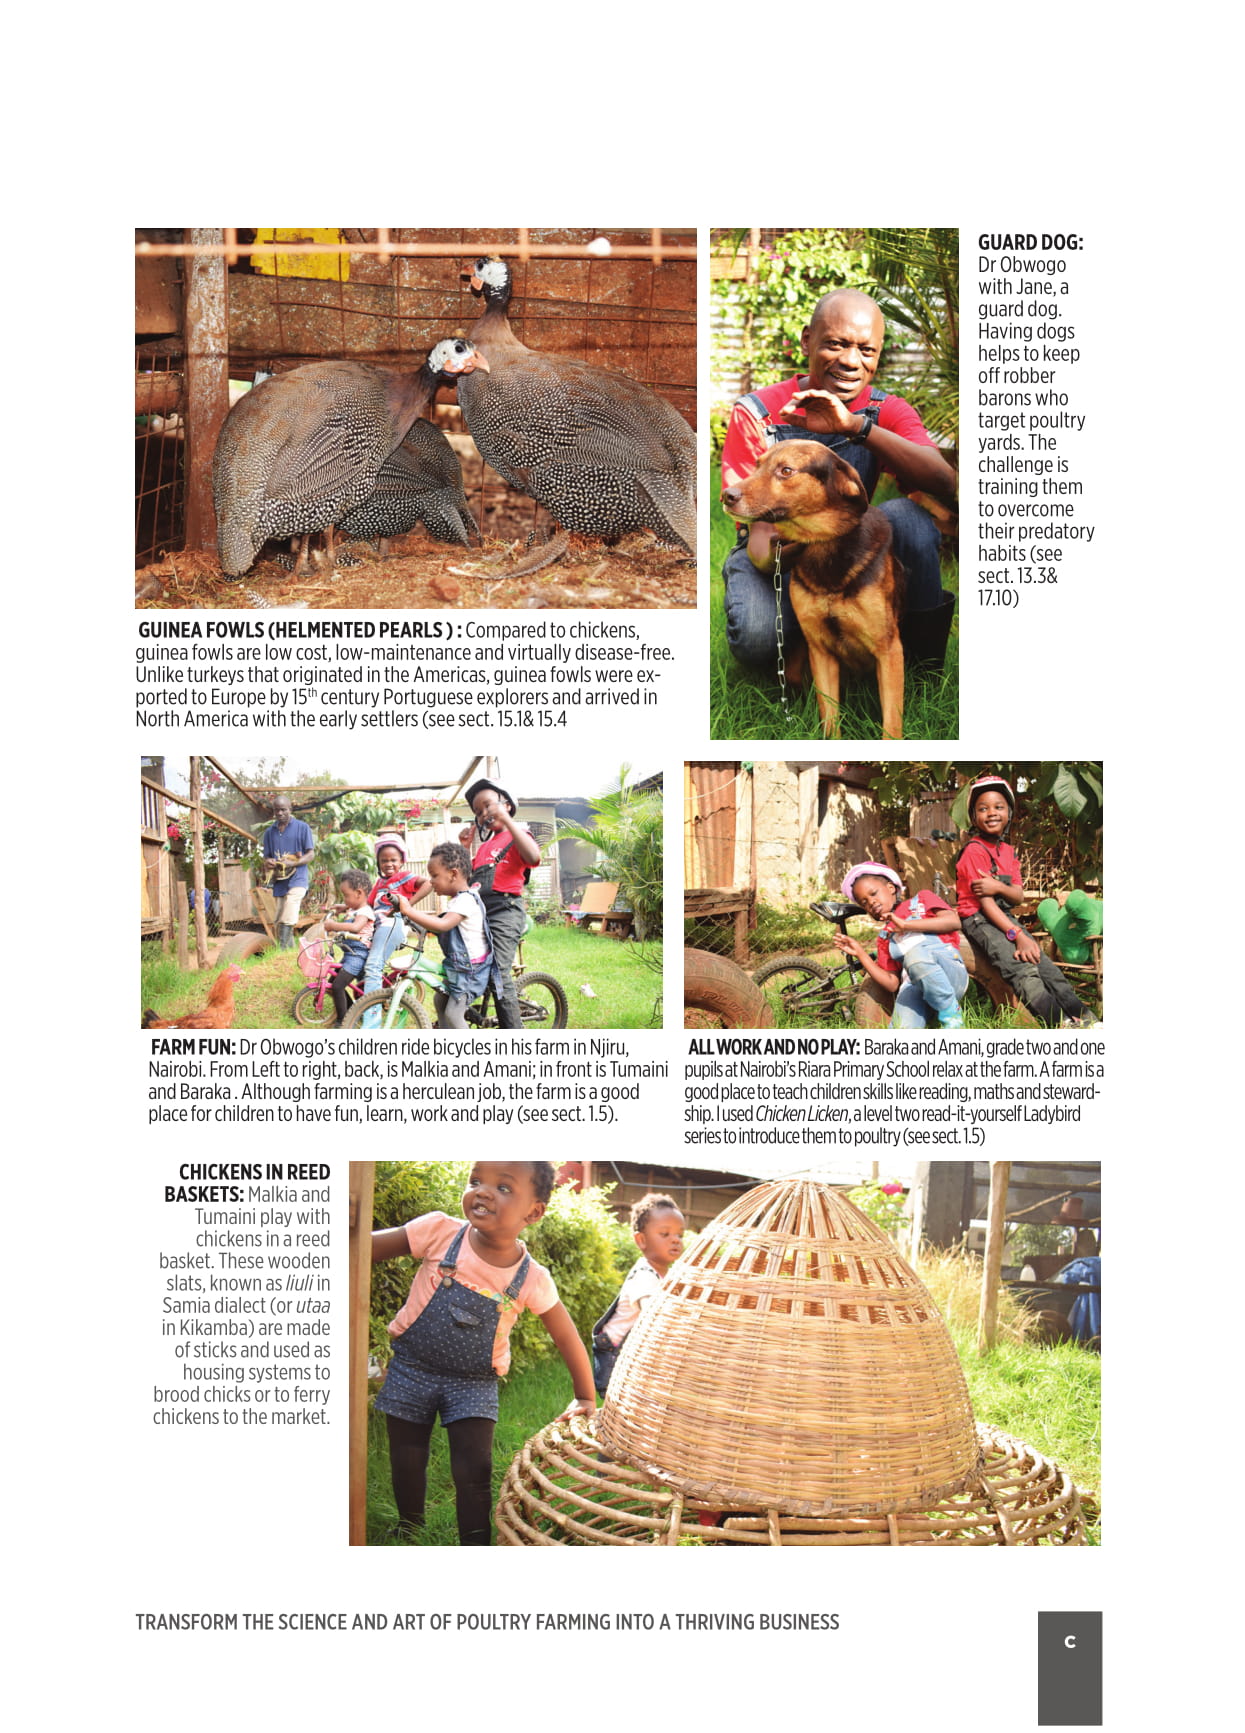 GUARD DOG:
Dr Obwogo
with Jane, a
guard dog.
Having dogs
helps to keep
off robber
barons who
target poultry
yards. The
challenge is
training them
to overcome
their predatory
habits (see
sect. 13.3&
17.10)
GUINEA FOWLS (HELMENTED PEARLS ) : Compared to chickens,
guinea fowls are low cost, low-maintenance and virtually disease-free.
Unlike turkeys that originated in the Americas, guinea fowls were ex-
ported to Europe by 15th century Portuguese explorers and arrived in
North America with the early settlers (see sect. 15.1& 15.4
FARM FUN: Dr Obwogo’s children ride bicycles in his farm in Njiru,
Nairobi. From Left to right, back, is Malkia and Amani; in front is Tumaini
and Baraka . Although farming is a herculean job, the farm is a good
place for children to have fun, learn, work and play (see sect. 1.5).
ALL WORK AND NO PLAY: Baraka and Amani, grade two and one
pupils at Nairobi’s Riara Primary School relax at the farm. A farm is a
good place to teach children skills like reading, maths and steward-
ship. I used Chicken Licken, a level two read-it-yourself Ladybird
series to introduce them to poultry (see sect. 1.5)
CHICKENS IN REED
BASKETS: Malkia and
Tumaini play with
chickens in a reed
basket. These wooden
slats, known as liuli in
Samia dialect (or utaa
in Kikamba) are made
of sticks and used as
housing systems to
brood chicks or to ferry
chickens to the market.
TRANSFORM THE SCIENCE AND ART OF POULTRY FARMING INTO A THRIVING BUSINESS
c